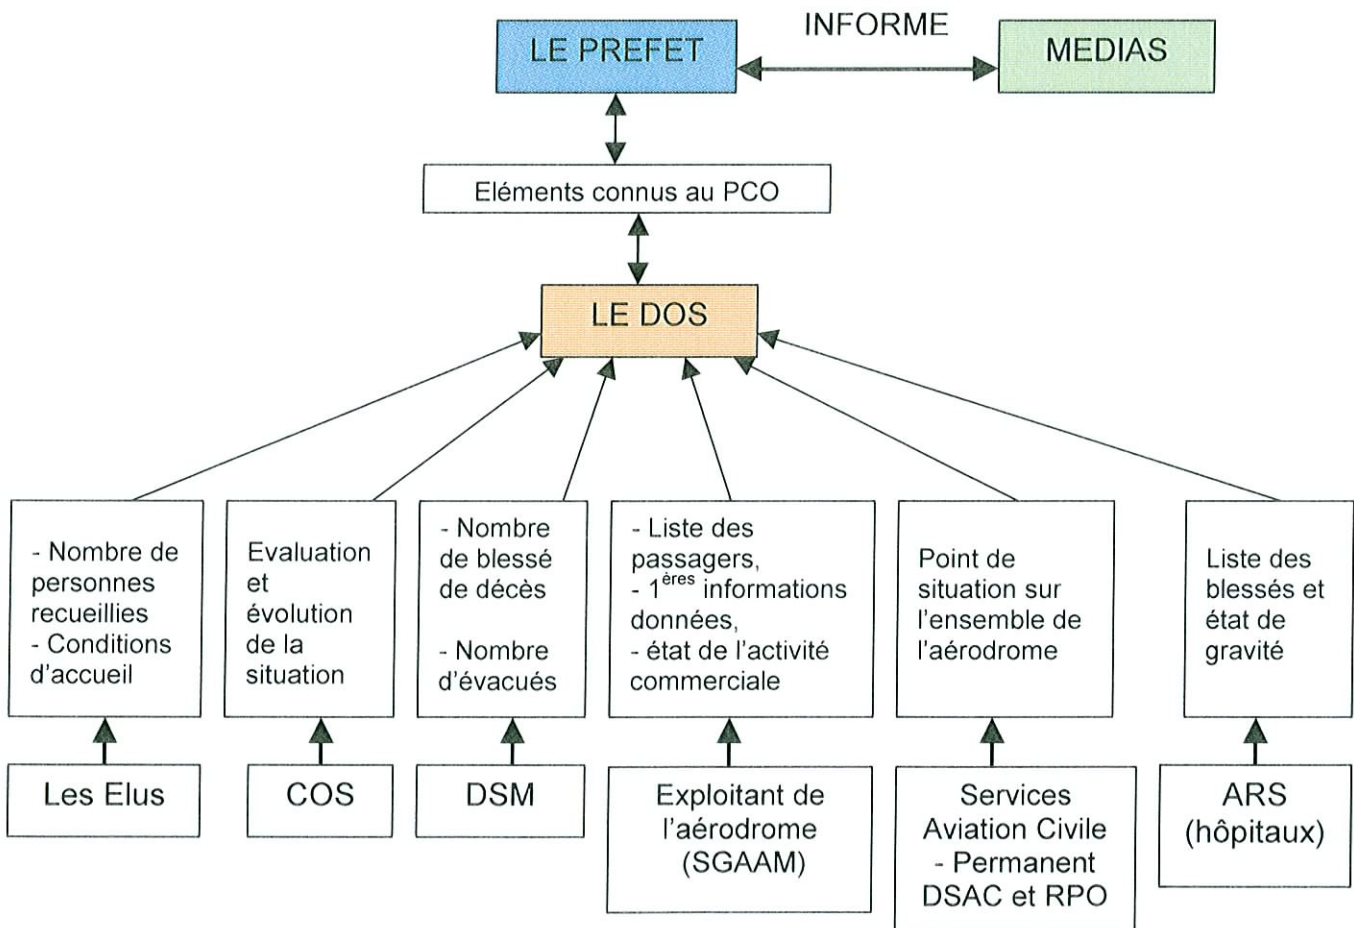 INFORME
LE PREFET
MEDIAS
Eléments connus au PCO
LE DOS
- Nombre de
personnes
recueillies
- Conditions
d'accueil
Evaluation
et
évolution
de la
situation
- Nombre
de blessé
de décès
- Nombre
d'évacués
- Liste des
passagers,
- 1ères informations
données,
- état de l'activité
commerciale
Point de
situation sur
l'ensemble de
l'aérodrome
Liste des
blessés et
état de
gravité
Les Elus
COS
DSM
Exploitant de
l'aérodrome
(SGAAM)
Services
Aviation Civile
- Permanent
DSAC et RPO
ARS
(hôpitaux)